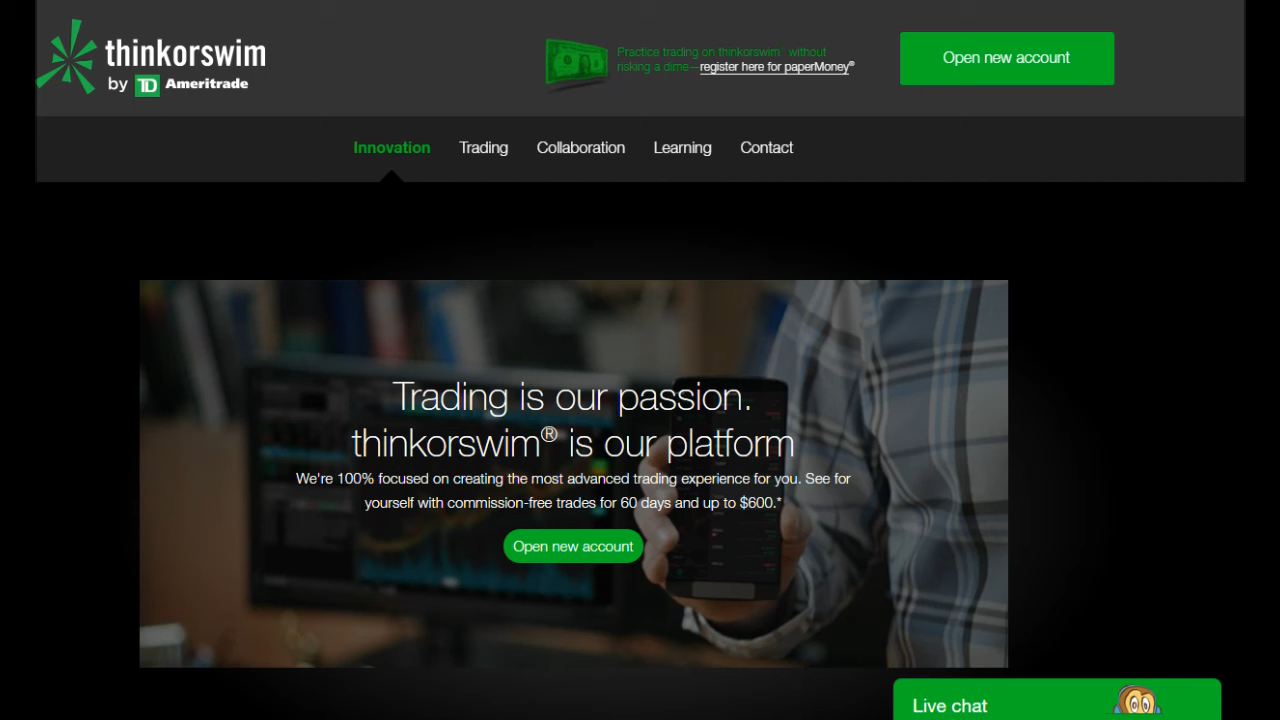 thinkorswim
by TD Ameritrade
Practice trading on thinkorswim® without
risking a dime—register here for paperMoney®
Open new account
Innovation
Trading
Collaboration
Learning
Contact
Trading is our passion.
thinkorswim® is our platform
We're 100% focused on creating the most advanced trading experience for you. See for
yourself with commission-free trades for 60 days and up to $600.*
Open new account
Live chat